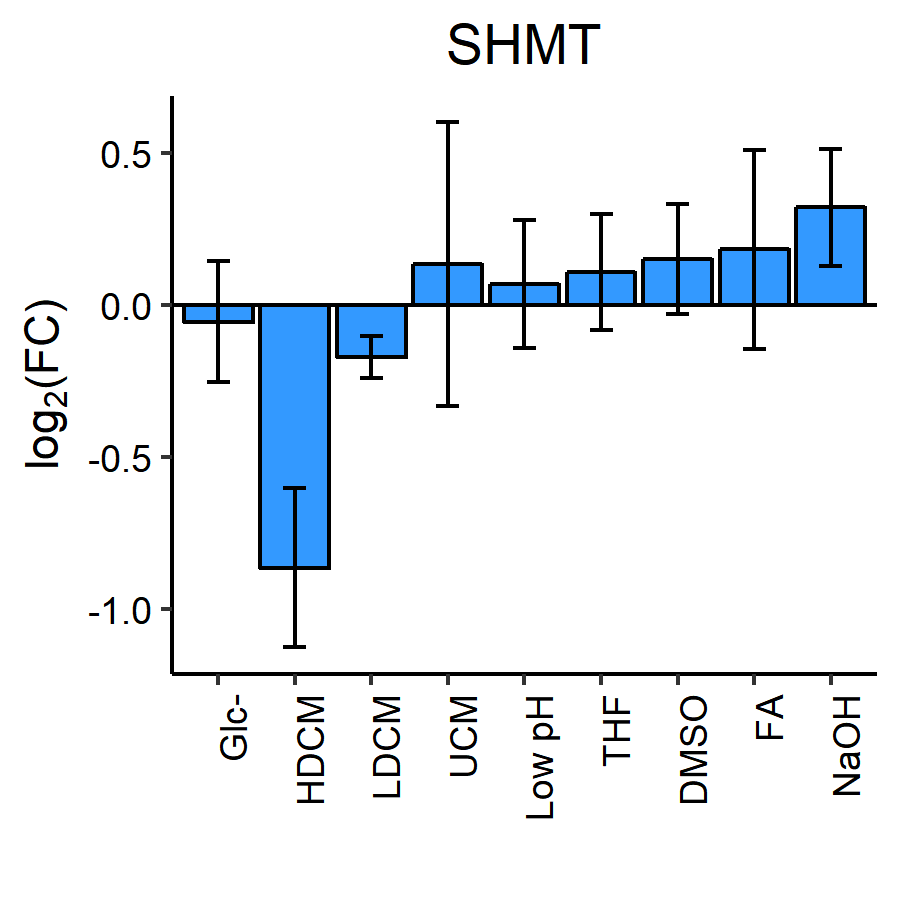 SHMT
log₂(FC)
0.5
0.0
-0.5
-1.0
Glc-
HDCM
LDCM
UCM
Low pH
THF
DMSO
FA
NaOH